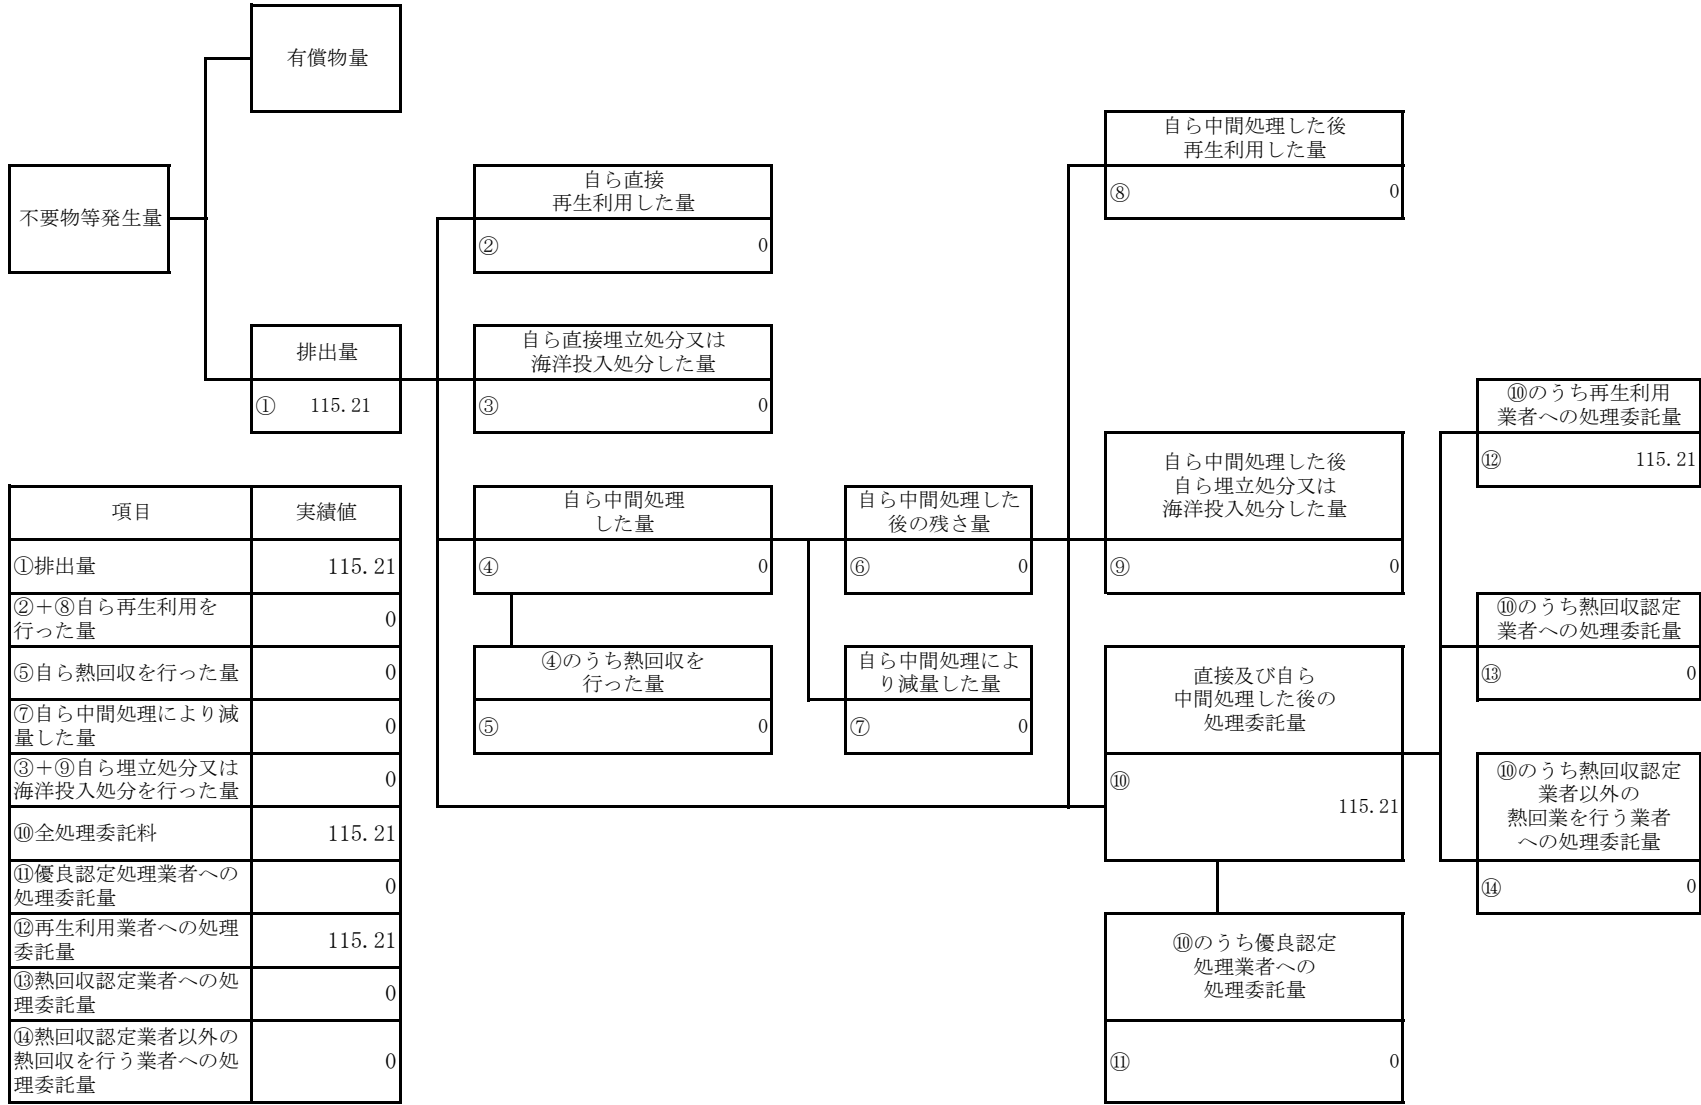 有償物量
不要物等発生量
排出量
① 115.21
自ら直接
再生利用した量
② 0
自ら直接埋立処分又は
海洋投入処分した量
③ 0
自ら中間処理
した量
④ 0
④のうち熱回収を
行った量
⑤ 0
自ら中間処理した
後の残さ量
⑥ 0
自ら中間処理によ
り減量した量
⑦ 0
自ら中間処理した後
再生利用した量
⑧ 0
自ら中間処理した後
自ら埋立処分又は
海洋投入処分した量
⑨ 0
直接及び自ら
中間処理した後の
処理委託量
⑩
115.21
⑩のうち優良認定
処理業者への
処理委託量
⑪ 0
⑩のうち再生利用
業者への処理委託量
⑫ 115.21
⑩のうち熱回収認定
業者への処理委託量
⑬ 0
⑩のうち熱回収認定
業者以外の
熱回業を行う業者
への処理委託量
⑭ 0
項目 実績値
①排出量 115.21
②＋⑧自ら再生利用を
行った量 0
⑤自ら熱回収を行った量 0
⑦自ら中間処理により減
量した量 0
③＋⑨自ら埋立処分又は
海洋投入処分を行った量 0
⑩全処理委託料 115.21
⑪優良認定処理業者への
処理委託量 0
⑫再生利用業者への処理
委託量 115.21
⑬熱回収認定業者への処
理委託量 0
⑭熱回収認定業者以外の
熱回収を行う業者への処
理委託量 0